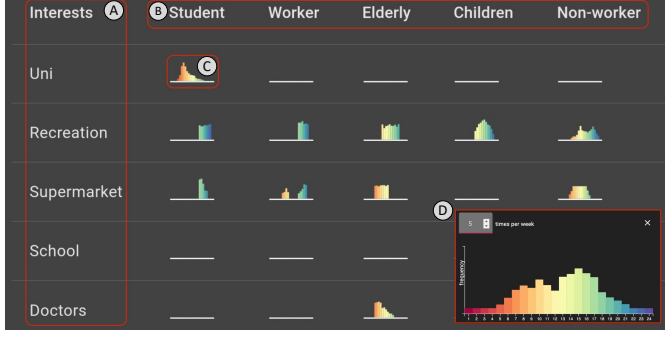 Interests A B Student Worker Elderly Children Non-worker
Uni C
Recreation
Supermarket
D
5 times per week ×
School
frequency
Doctors
1 2 3 4 5 6 7 8 9 10 11 12 13 14 15 16 17 18 19 20 21 22 23 24